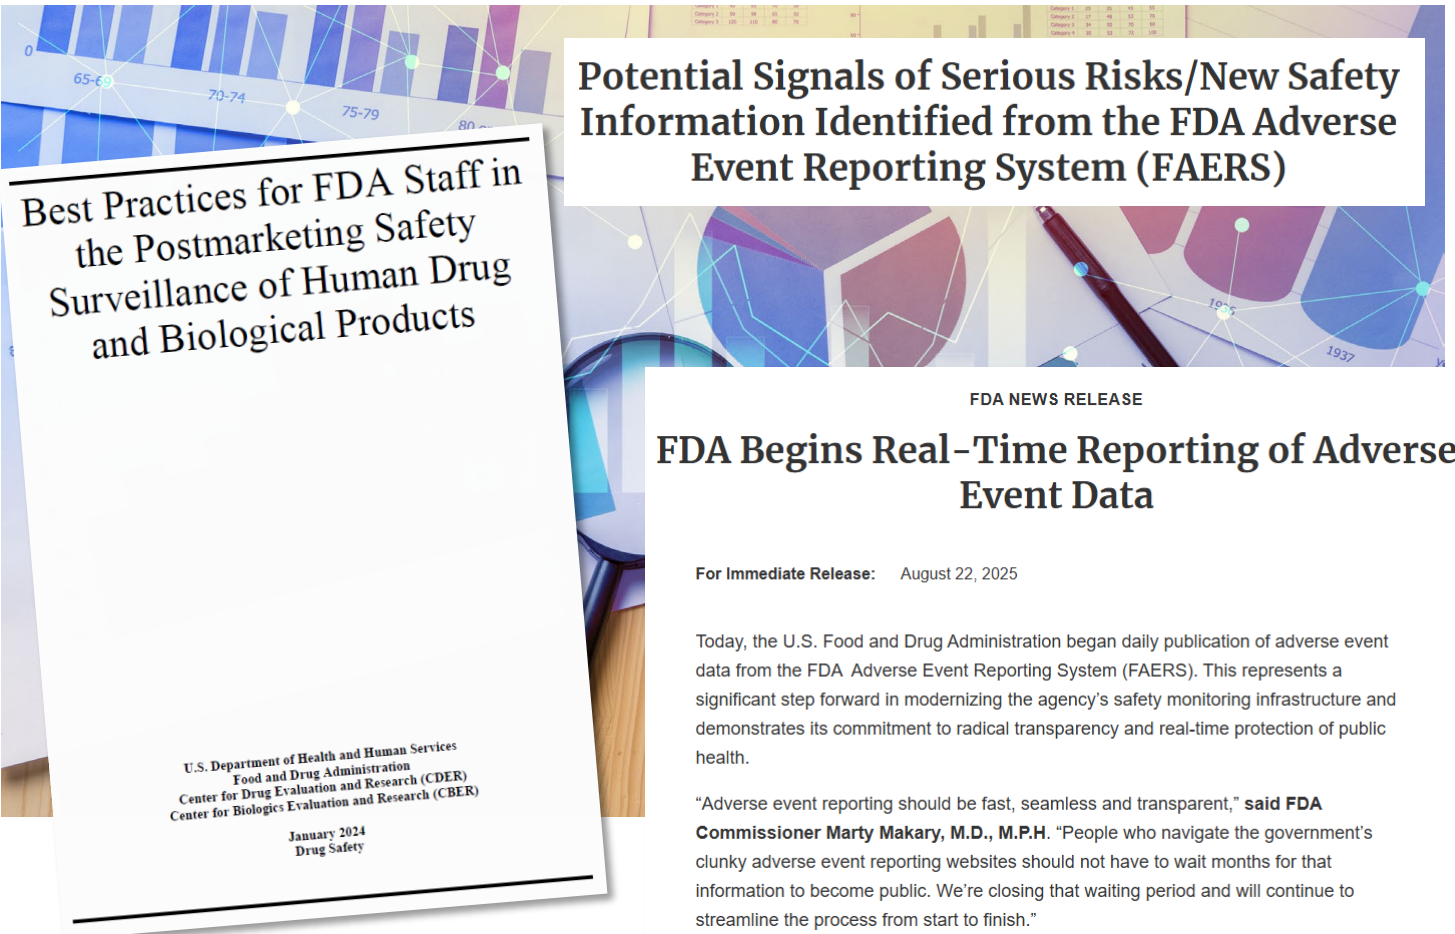 0
65-69
70-74
75-79
80
Category 1
Category 2
Category 3
Category 4
Potential Signals of Serious Risks/New Safety
Information Identified from the FDA Adverse
Event Reporting System (FAERS)
Best Practices for FDA Staff in
the Postmarketing Safety
Surveillance of Human Drug
and Biological Products
U.S. Department of Health and Human Services
Food and Drug Administration
Center for Drug Evaluation and Research (CDER)
Center for Biologics Evaluation and Research (CBER)
January 2024
Drug Safety
1937
FDA NEWS RELEASE
FDA Begins Real-Time Reporting of Adverse
Event Data
For Immediate Release: August 22, 2025
Today, the U.S. Food and Drug Administration began daily publication of adverse event
data from the FDA Adverse Event Reporting System (FAERS). This represents a
significant step forward in modernizing the agency’s safety monitoring infrastructure and
demonstrates its commitment to radical transparency and real-time protection of public
health.
“Adverse event reporting should be fast, seamless and transparent,” said FDA
Commissioner Marty Makary, M.D., M.P.H. “People who navigate the government’s
clunky adverse event reporting websites should not have to wait months for that
information to become public. We’re closing that waiting period and will continue to
streamline the process from start to finish.”